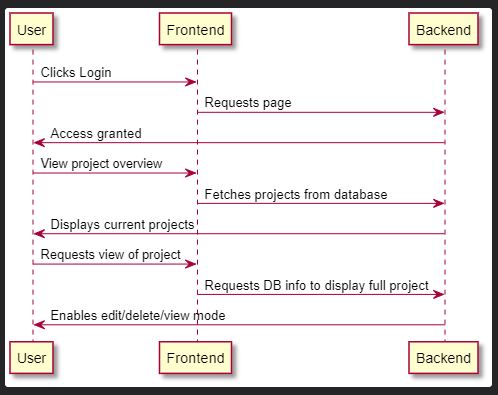 User Frontend Backend
Clicks Login
Requests page
Access granted
View project overview
Fetches projects from database
Displays current projects
Requests view of project
Requests DB info to display full project
Enables edit/delete/view mode
User Frontend Backend